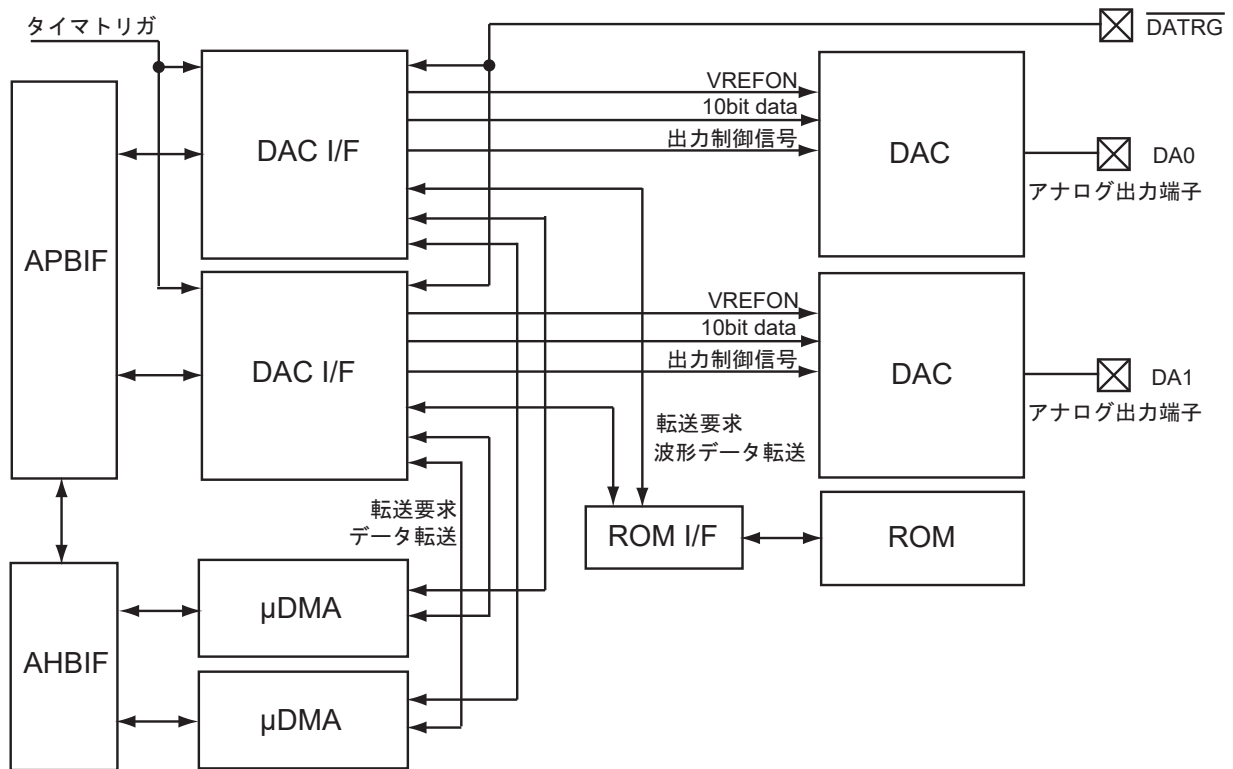 タイマトリガ
DATRG
APBIF
DAC I/F
VREFON
10bit data
出力制御信号
DAC
DA0
アナログ出力端子
DAC I/F
VREFON
10bit data
出力制御信号
DAC
DA1
アナログ出力端子
転送要求
波形データ転送
転送要求
データ転送
ROM I/F
ROM
AHBIF
μDMA
μDMA